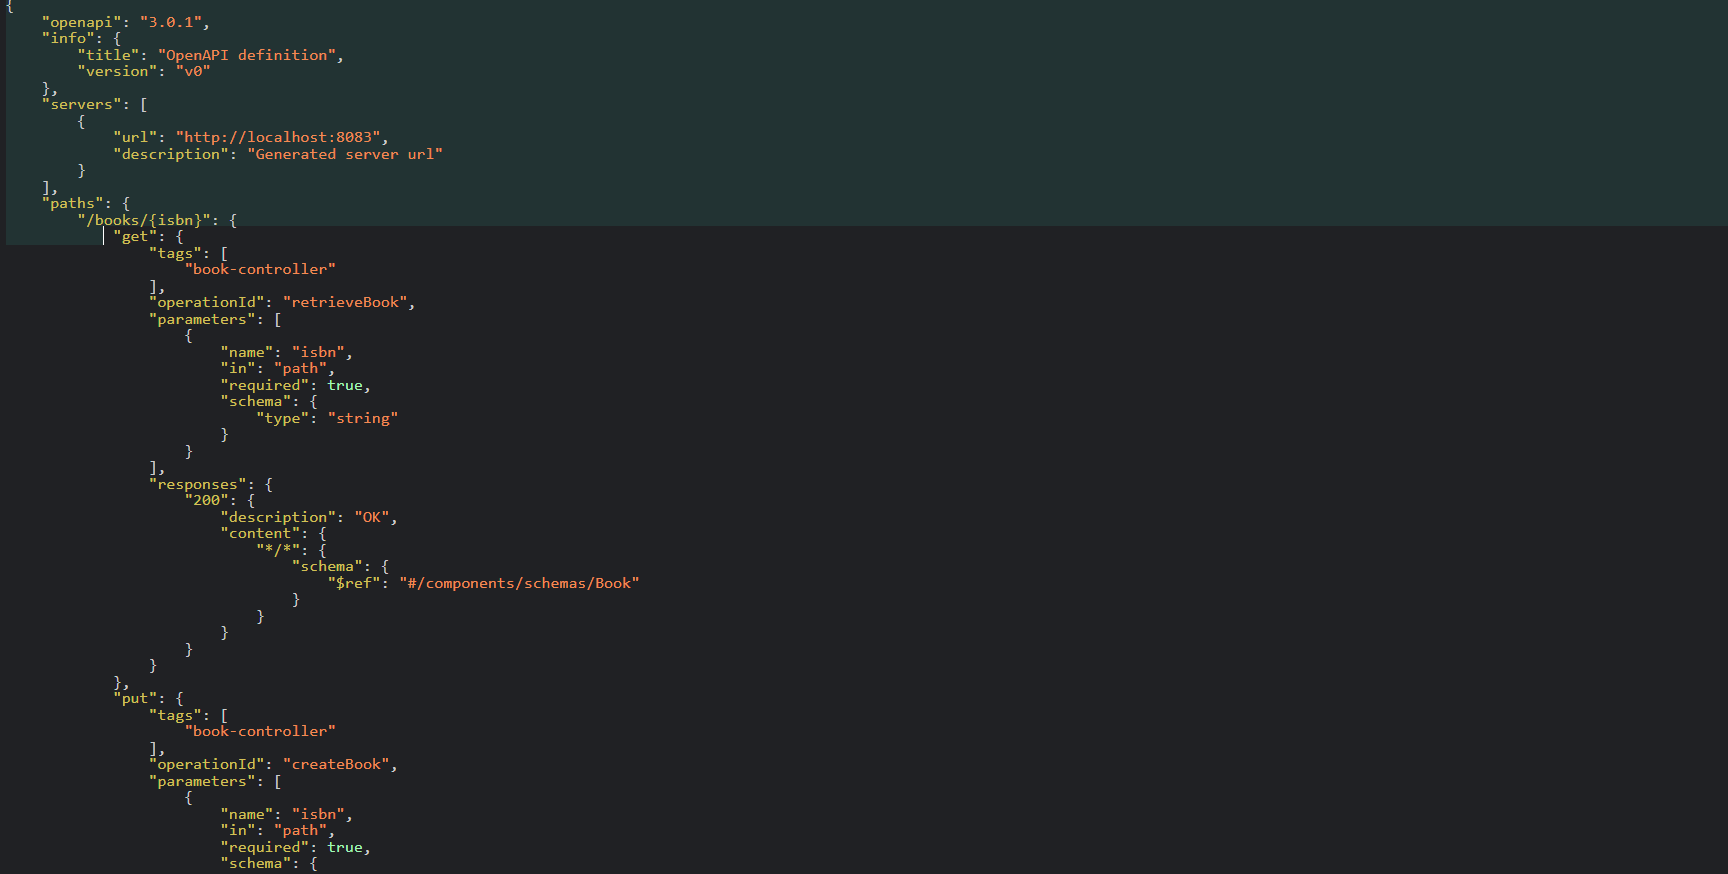 {
    "openapi": "3.0.1",
    "info": {
        "title": "OpenAPI definition",
        "version": "v0"
    },
    "servers": [
        {
            "url": "http://localhost:8083",
            "description": "Generated server url"
        }
    ],
    "paths": {
        "/books/{isbn}": {
            "get": {
                "tags": [
                    "book-controller"
                ],
                "operationId": "retrieveBook",
                "parameters": [
                    {
                        "name": "isbn",
                        "in": "path",
                        "required": true,
                        "schema": {
                            "type": "string"
                        }
                    }
                ],
                "responses": {
                    "200": {
                        "description": "OK",
                        "content": {
                            "*/*": {
                                "schema": {
                                    "$ref": "#/components/schemas/Book"
                                }
                            }
                        }
                    }
                }
            },
            "put": {
                "tags": [
                    "book-controller"
                ],
                "operationId": "createBook",
                "parameters": [
                    {
                        "name": "isbn",
                        "in": "path",
                        "required": true,
                        "schema": {